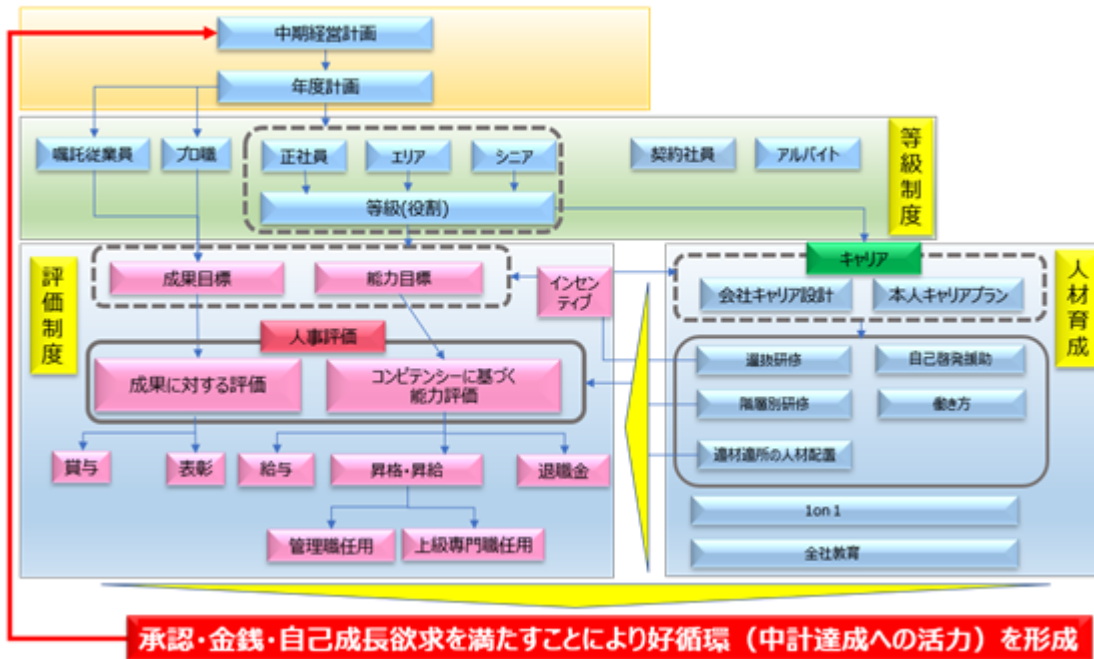 中期経営計画
年度計画
嘱託従業員
プロ職
正社員
エリア
シニア
契約社員
アルバイト
等級(役割)
等級制度
評価制度
成果目標
能力目標
インセン
ティブ
キャリア
会社キャリア設計
本人キャリアプラン
人材育成
人事評価
成果に対する評価
コンピテンシーに基づく
能力評価
選抜研修
自己啓発援助
階層別研修
働き方
適材適所の人材配置
賞与
表彰
給与
昇格・昇給
退職金
管理職任用
上級専門職任用
1on1
全社教育
承認・金銭・自己成長欲求を満たすことにより好循環（中計達成への活力）を形成